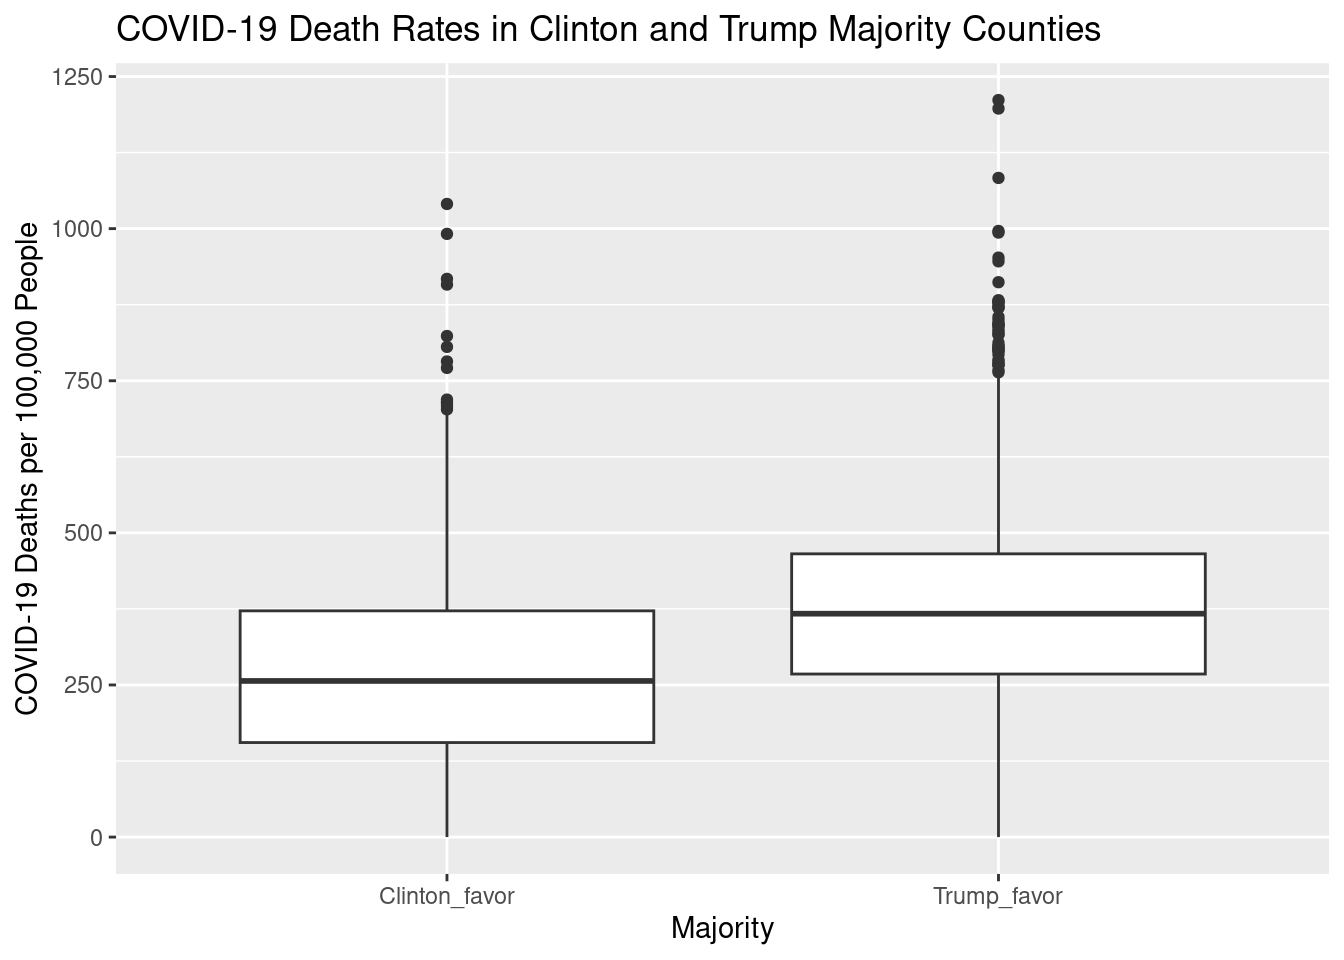 COVID-19 Death Rates in Clinton and Trump Majority Counties
COVID-19 Deaths per 100,000 People
1250
1000
750
500
250
0
Clinton_favor
Trump_favor
Majority